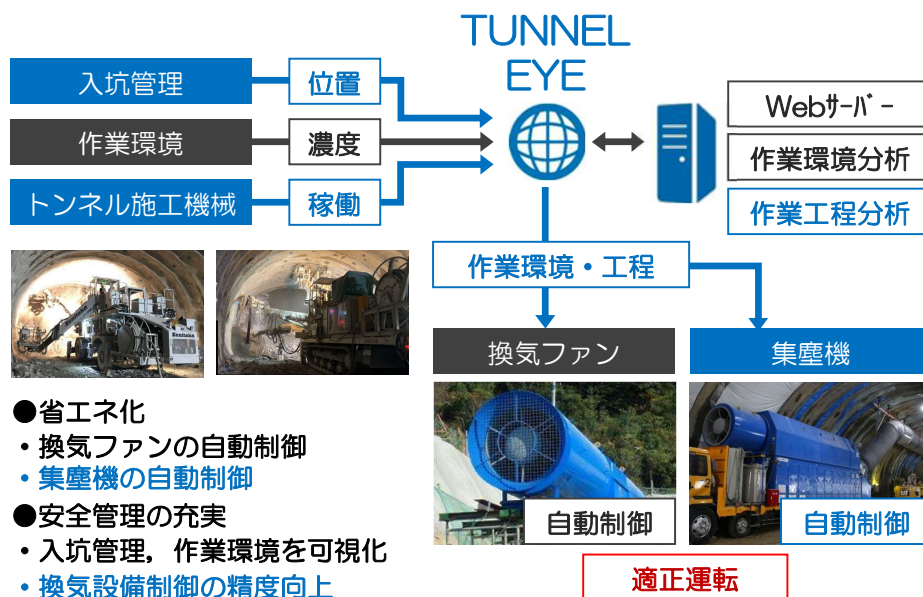 TUNNEL
EYE
入坑管理
位置
作業環境
濃度
トンネル施工機械
稼働
Webｻｰﾊﾞｰ
作業環境分析
作業工程分析
作業環境・工程
換気ファン
集塵機
自動制御
自動制御
適正運転
●省エネ化
・換気ファンの自動制御
・集塵機の自動制御
●安全管理の充実
・入坑管理，作業環境を可視化
・換気設備制御の精度向上